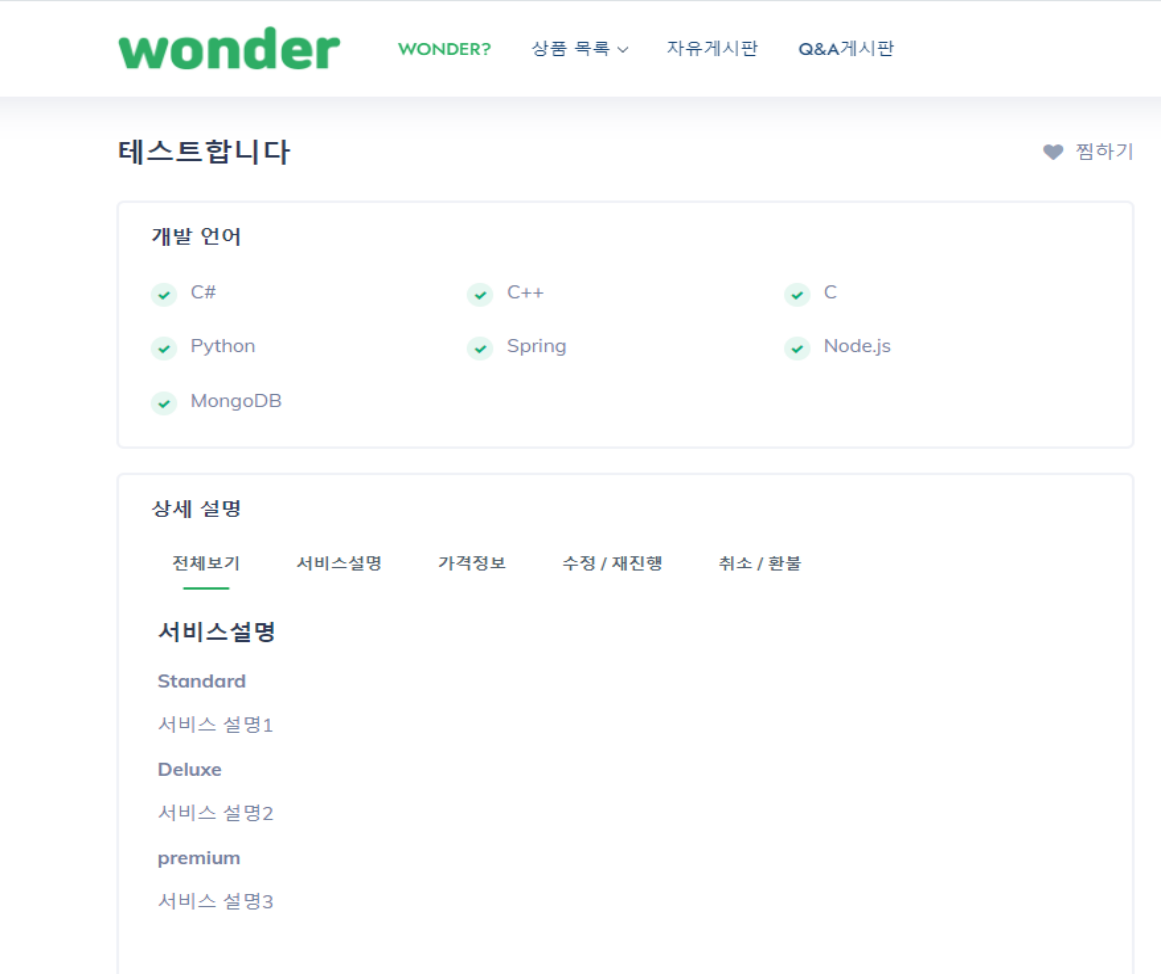 wonder WONDER? 상품 목록 자유게시판 Q&A게시판
테스트합니다 찜하기
개발 언어
C# C++ C
Python Spring Node.js
MongoDB
상세 설명
전체보기 서비스설명 가격정보 수정 / 재진행 취소 / 환불
서비스설명
Standard
서비스 설명1
Deluxe
서비스 설명2
premium
서비스 설명3